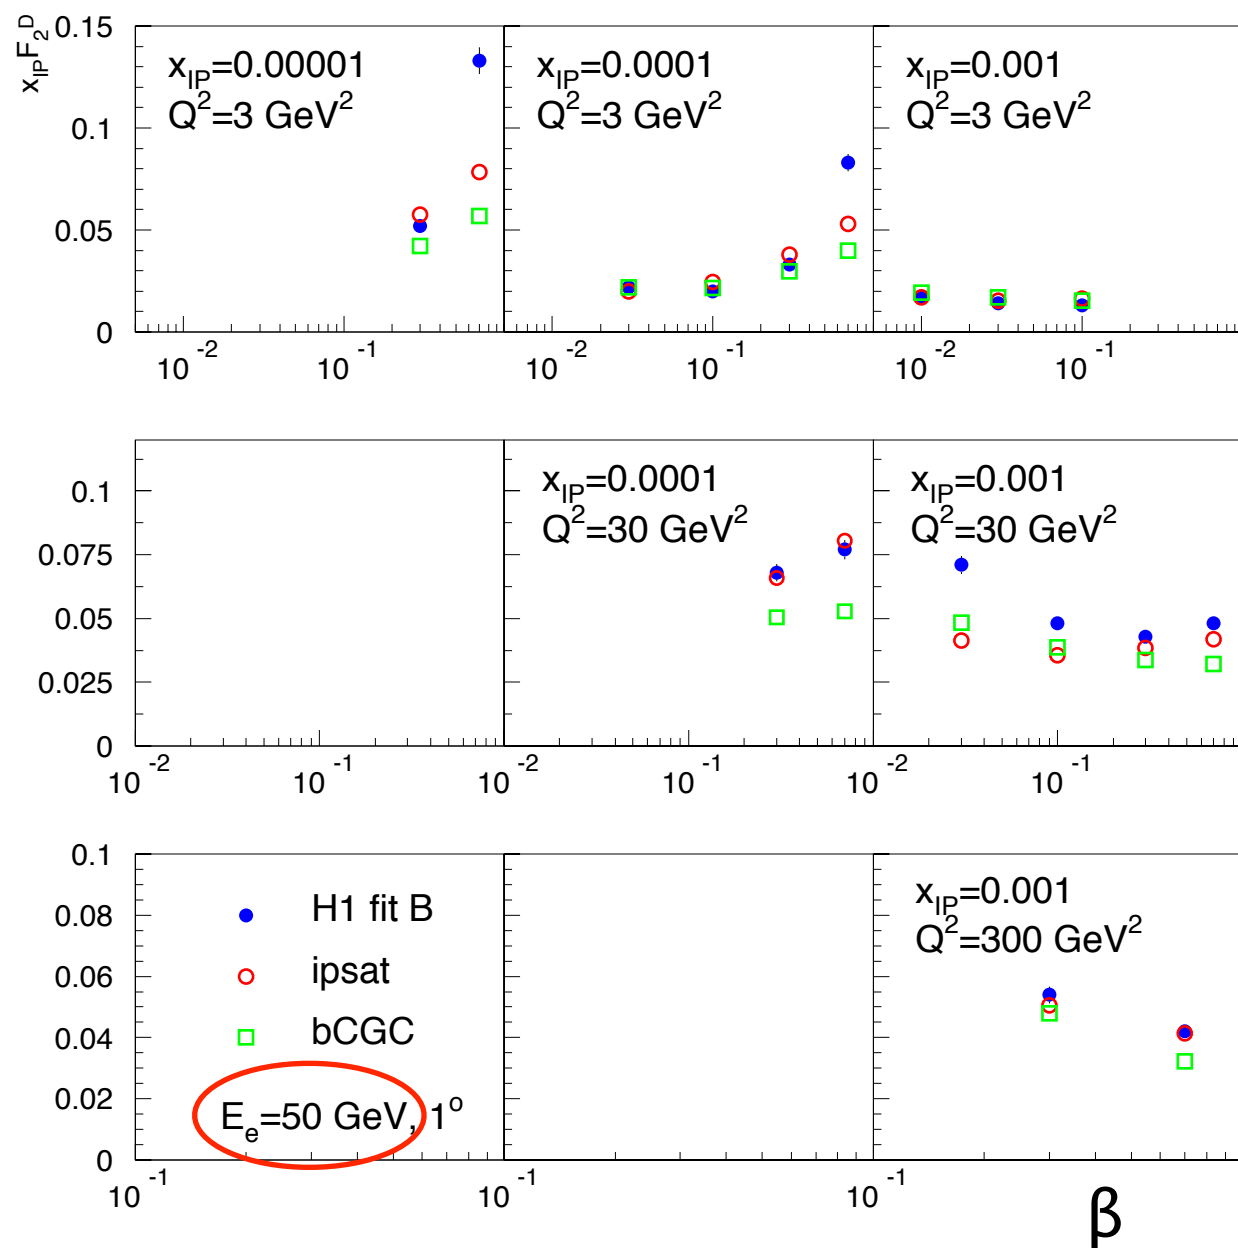 x_IP F_2^D
0.15
0.1
0.05
0
x_IP=0.00001
Q^2=3 GeV^2
x_IP=0.0001
Q^2=3 GeV^2
x_IP=0.001
Q^2=3 GeV^2
10^-2 10^-1 10^-2 10^-1 10^-2 10^-1
0.1
0.075
0.05
0.025
0
x_IP=0.0001
Q^2=30 GeV^2
x_IP=0.001
Q^2=30 GeV^2
10^-2 10^-1 10^-2 10^-1 10^-2 10^-1
0.1
0.08
0.06
0.04
0.02
0
H1 fit B
ipsat
bCGC
E_e=50 GeV, 1^o
x_IP=0.001
Q^2=300 GeV^2
10^-1 10^-1 10^-1
β